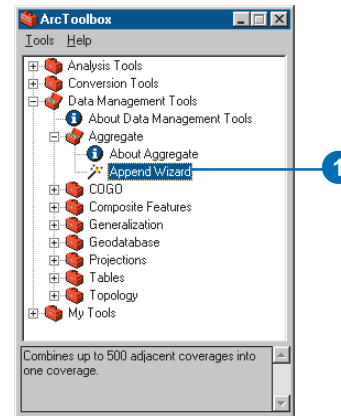 ArcToolbox
Tools Help
Analysis Tools
Conversion Tools
Data Management Tools
About Data Management Tools
Aggregate
About Aggregate
Append Wizard
1
COGO
Composite Features
Generalization
Geodatabase
Projections
Tables
Topology
My Tools
Combines up to 500 adjacent coverages into
one coverage.